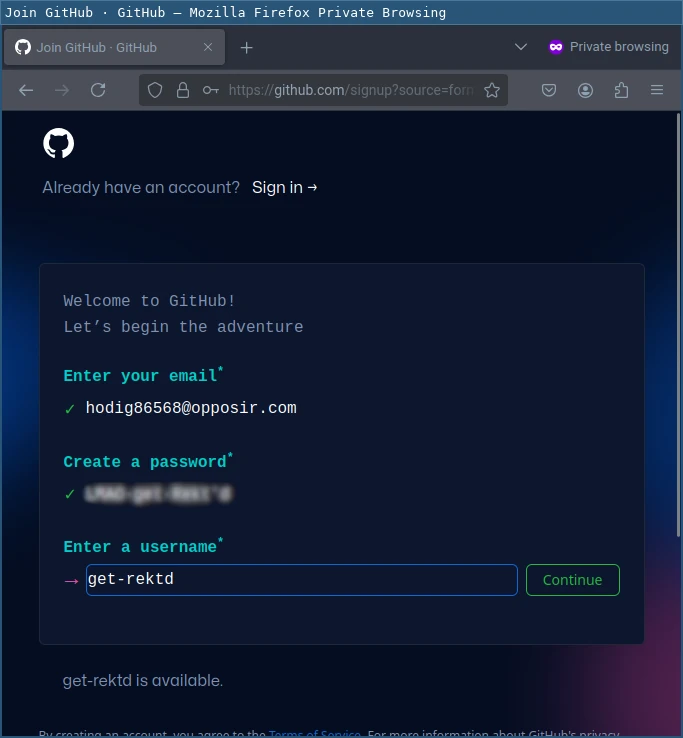 Join GitHub · GitHub — Mozilla Firefox Private Browsing
Join GitHub · GitHub
Private browsing
https://github.com/signup?source=form
Already have an account? Sign in →
Welcome to GitHub!
Let’s begin the adventure
Enter your email*
✓ hodig86568@opposir.com
Create a password*
✓
Enter a username*
→ get-rektd Continue
get-rektd is available.
By creating an account, you agree to the Terms of Service. For more information about GitHub's privacy